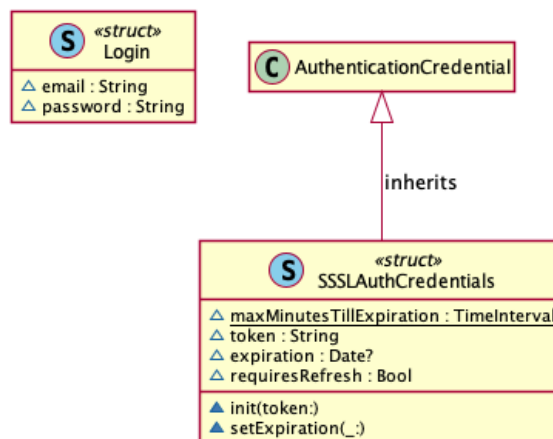 S «struct»
Login
email : String
password : String
C AuthenticationCredential
inherits
S «struct»
SSSLAuthCredentials
maxMinutesTillExpiration : TimeInterval
token : String
expiration : Date?
requiresRefresh : Bool
init(token:)
setExpiration(_:)